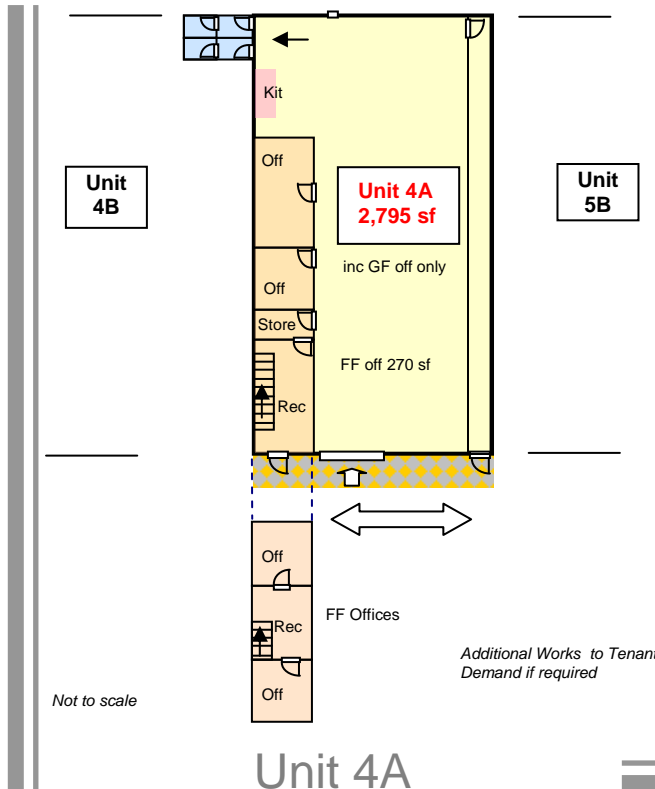 Kit
Off
Unit
4B
Unit 4A
2,795 sf
Unit
5B
inc GF off only
Off
Store
FF off 270 sf
Rec
Off
FF Offices
Rec
Additional Works to Tenant
Demand if required
Off
Not to scale
Unit 4A